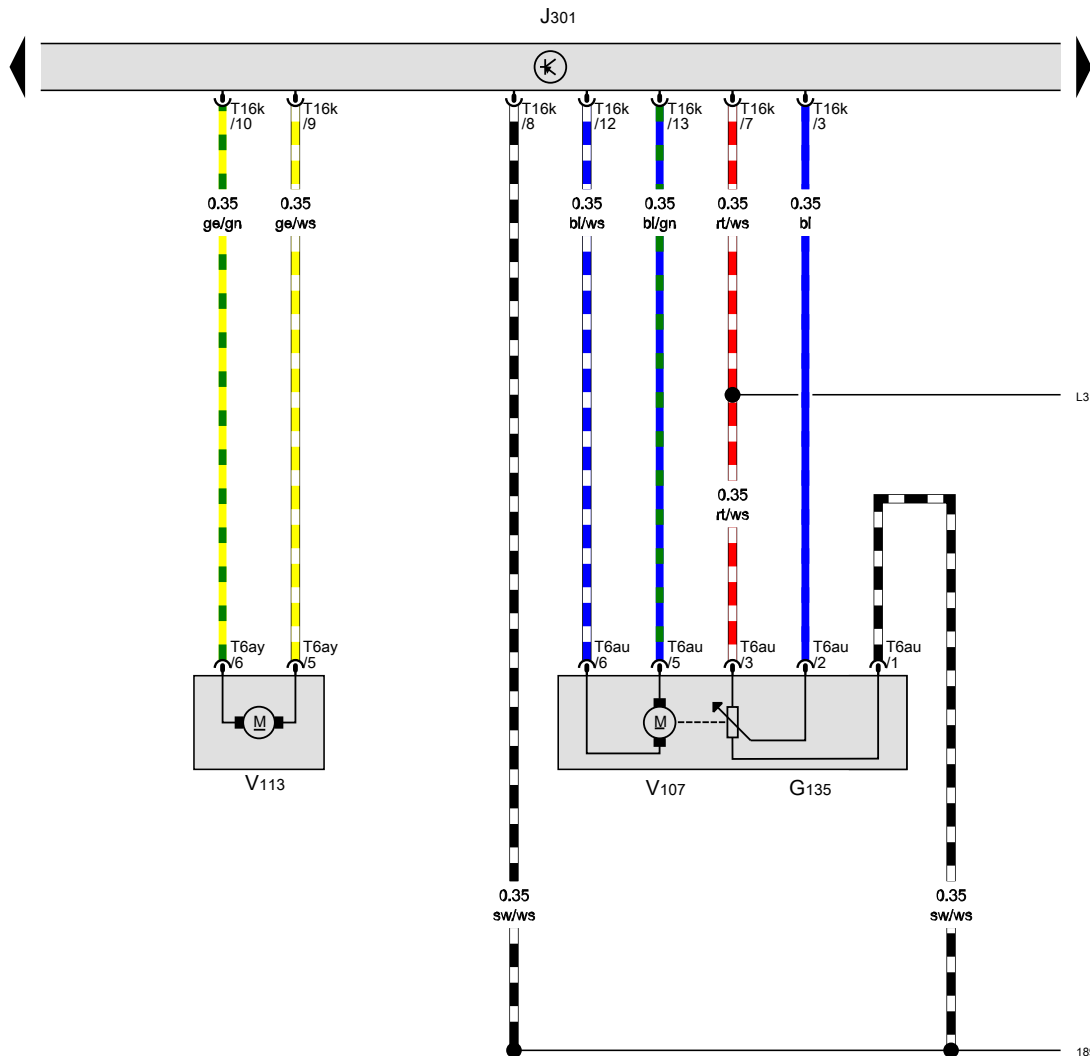 J301
T16k /10
T16k /9
T16k /8
T16k /12
T16k /13
T16k /7
T16k /3
0.35 ge/gn
0.35 ge/ws
0.35 bl/ws
0.35 bl/gn
0.35 rt/ws
0.35 bl
L3
0.35 rt/ws
T6ay /6
T6ay /5
T6au /6
T6au /5
T6au /3
T6au /2
T6au /1
M
M
V113
V107
G135
0.35 sw/ws
0.35 sw/ws